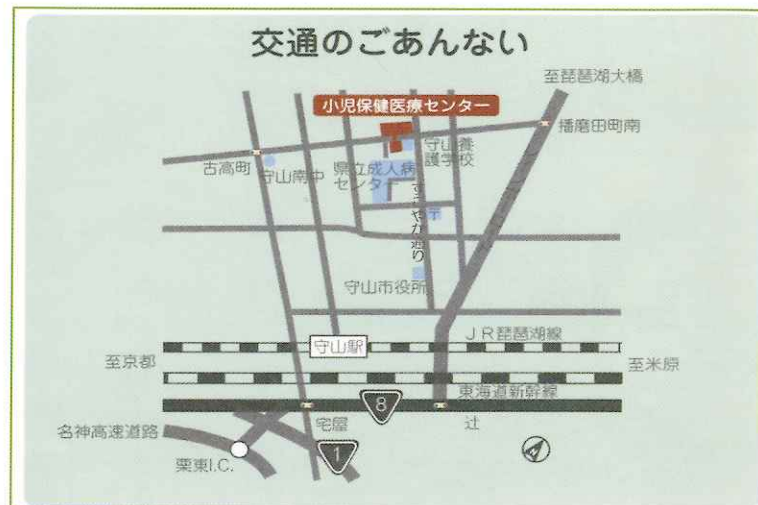 交通のごあんない
至琵琶湖大橋
小児保健医療センター
播磨田町南
古高町
守山南中
県立成人病
センター
守山養
護学校
すこやか通り
〒
守山市役所
JR琵琶湖線
守山駅
至京都
至米原
東海道新幹線
8
宅屋
辻
名神高速道路
栗東I.C.
1